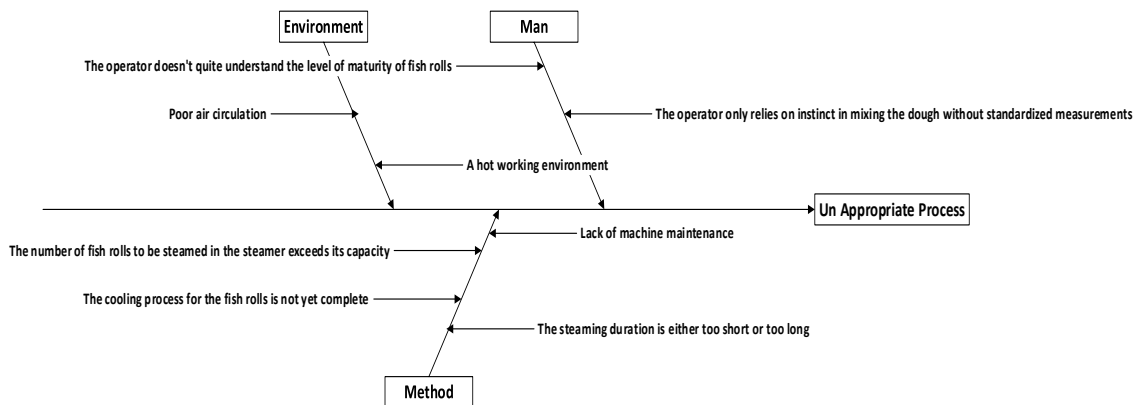 Environment
Man
The operator doesn't quite understand the level of maturity of fish rolls
Poor air circulation
The operator only relies on instinct in mixing the dough without standardized measurements
A hot working environment
Un Appropriate Process
Lack of machine maintenance
The number of fish rolls to be steamed in the steamer exceeds its capacity
The cooling process for the fish rolls is not yet complete
The steaming duration is either too short or too long
Method